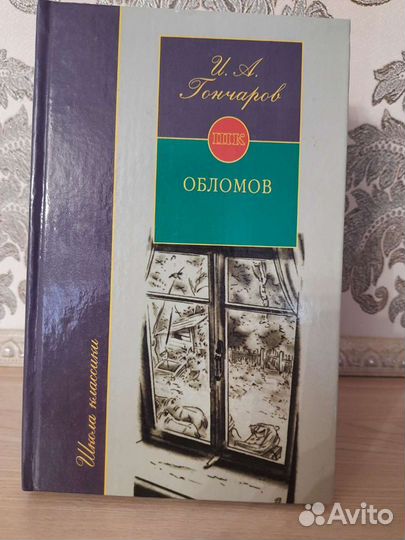 И. А.
Гончаров
ШК
ОБЛОМОВ
Школа классики
Avito